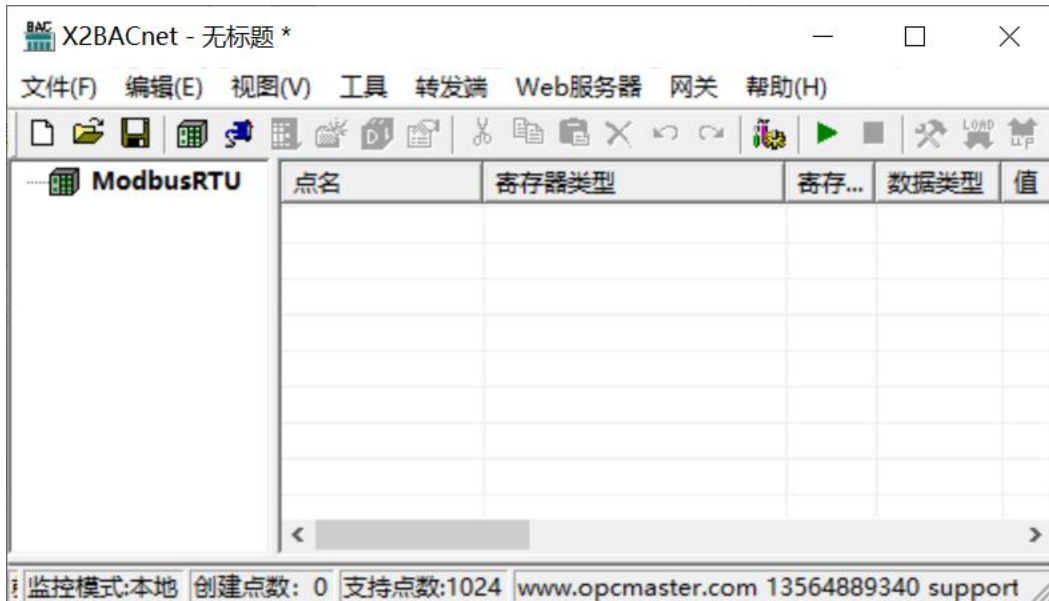 BAC X2BACnet - 无标题 *
文件(F) 编辑(E) 视图(V) 工具 转发端 Web服务器 网关 帮助(H)
LOAD UP
ModbusRTU 点名 寄存器类型 寄存... 数据类型 值
监控模式:本地 创建点数: 0 支持点数:1024 www.opcmaster.com 13564889340 support